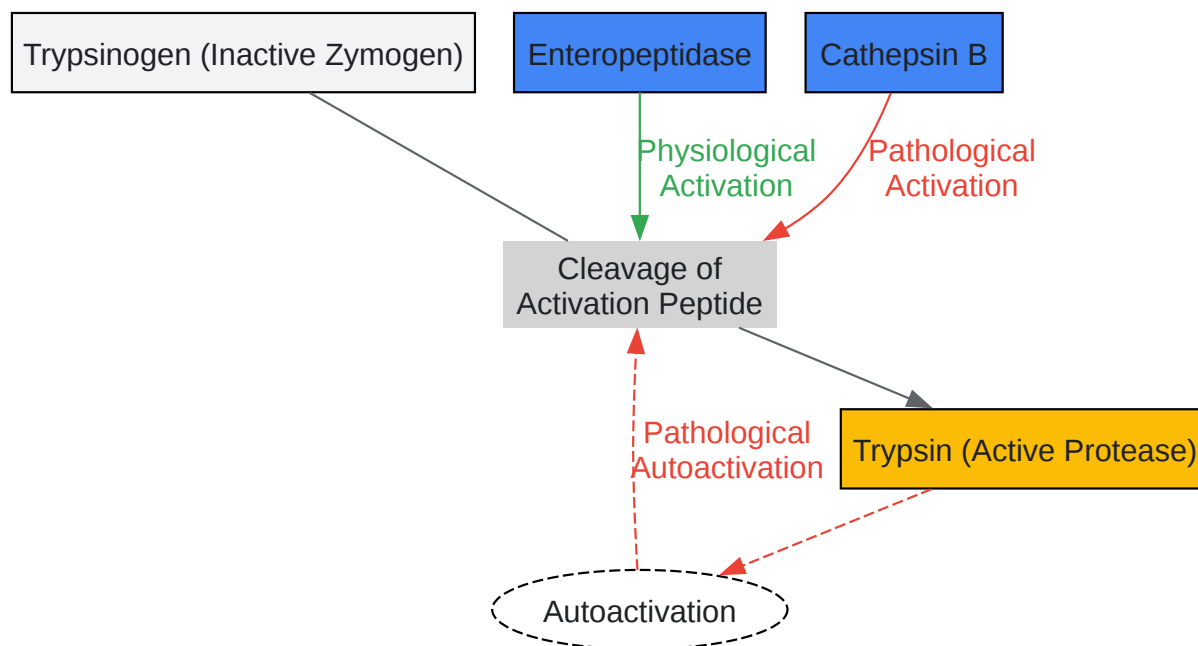 Trypsinogen (Inactive Zymogen)
Enteropeptidase
Cathepsin B
Physiological
Activation
Pathological
Activation
Cleavage of
Activation Peptide
Pathological
Autoactivation
Trypsin (Active Protease)
Autoactivation